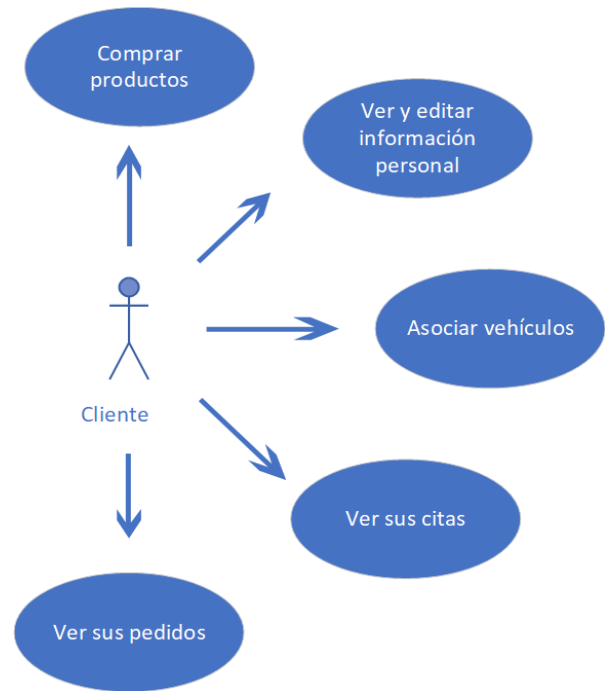 Comprar
productos
Ver y editar
información
personal
Asociar vehículos
Cliente
Ver sus citas
Ver sus pedidos